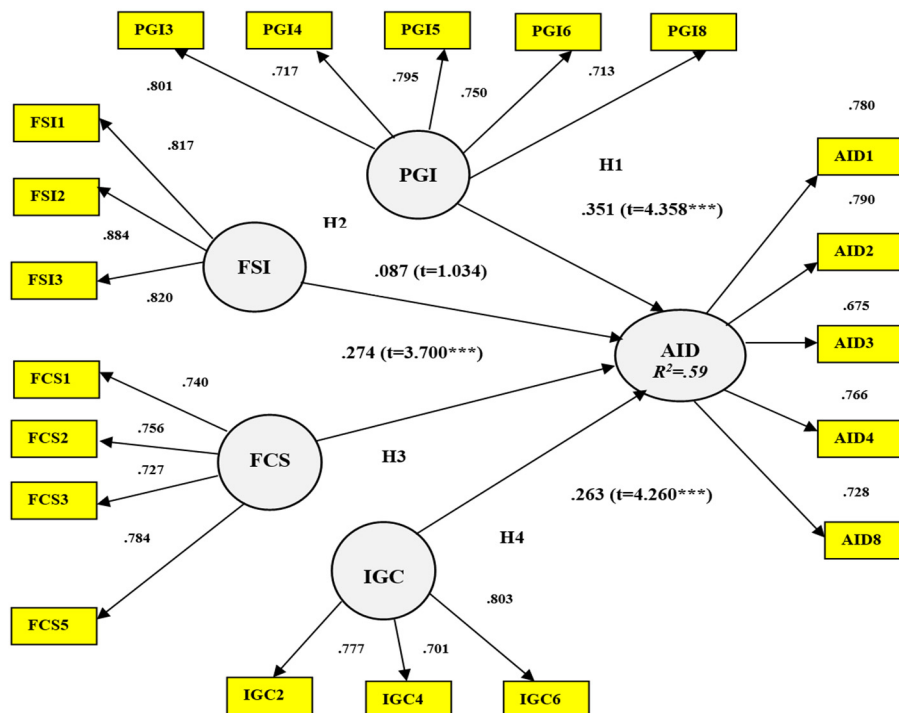 PGI3
PGI4
PGI5
PGI6
PGI8
.801
.717
.795
.750
.713
.780
FSI1
.817
AID1
PGI
H1
FSI2
.790
.351 (t=4.358***)
H2
.884
AID2
FSI
FSI3
.087 (t=1.034)
.820
.675
AID3
.274 (t=3.700***)
AID
R²=.59
FCS1
.740
.766
FCS2
.756
AID4
H3
FCS
.727
FCS3
.728
.263 (t=4.260***)
.784
H4
AID8
IGC
.803
FCS5
.777
.701
IGC2
IGC4
IGC6